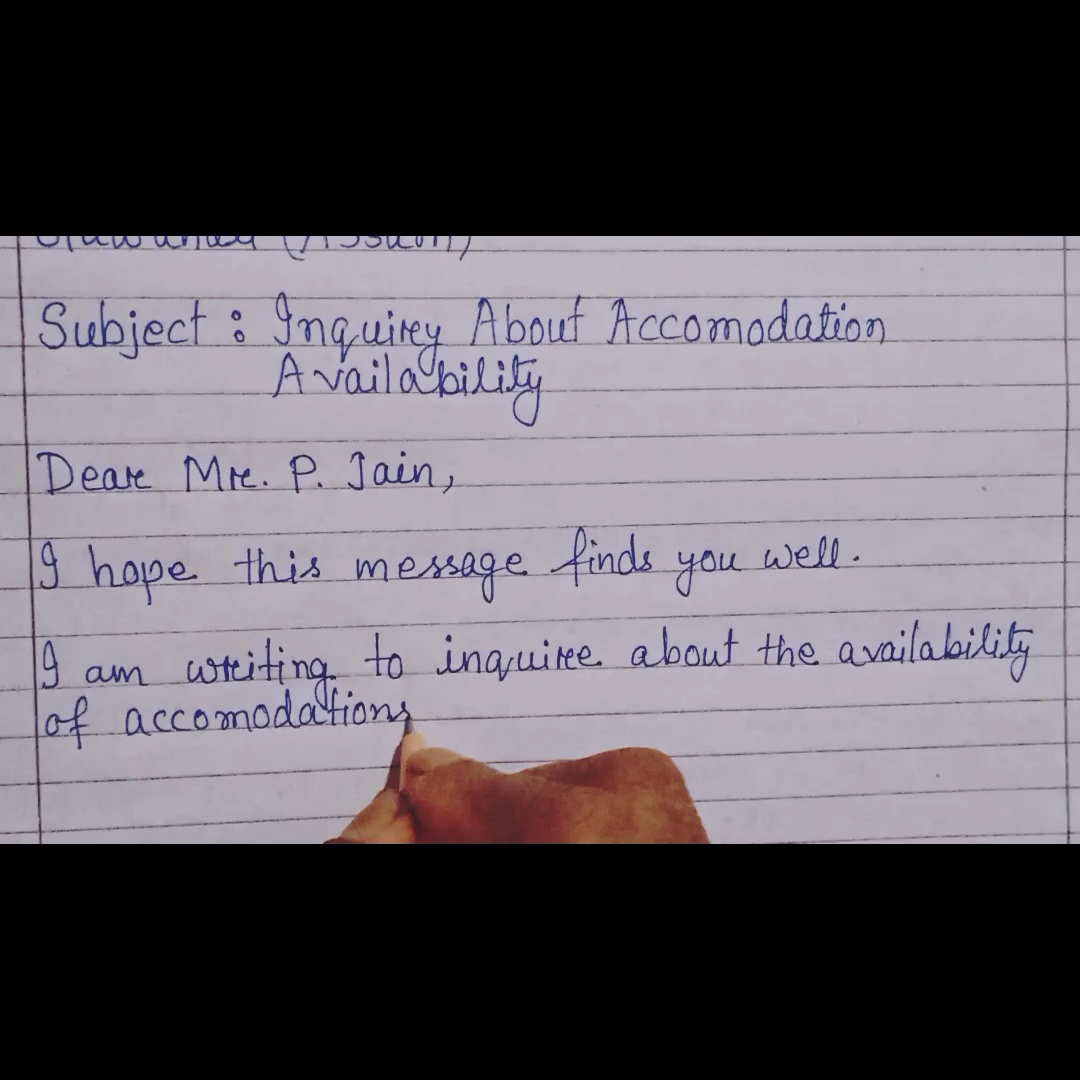 Subject : Inquiry About Accomodation
Availability
Dear Mr. P. Jain,
I hope this message finds you well.
I am writing to inquire about the availability
of accomodations